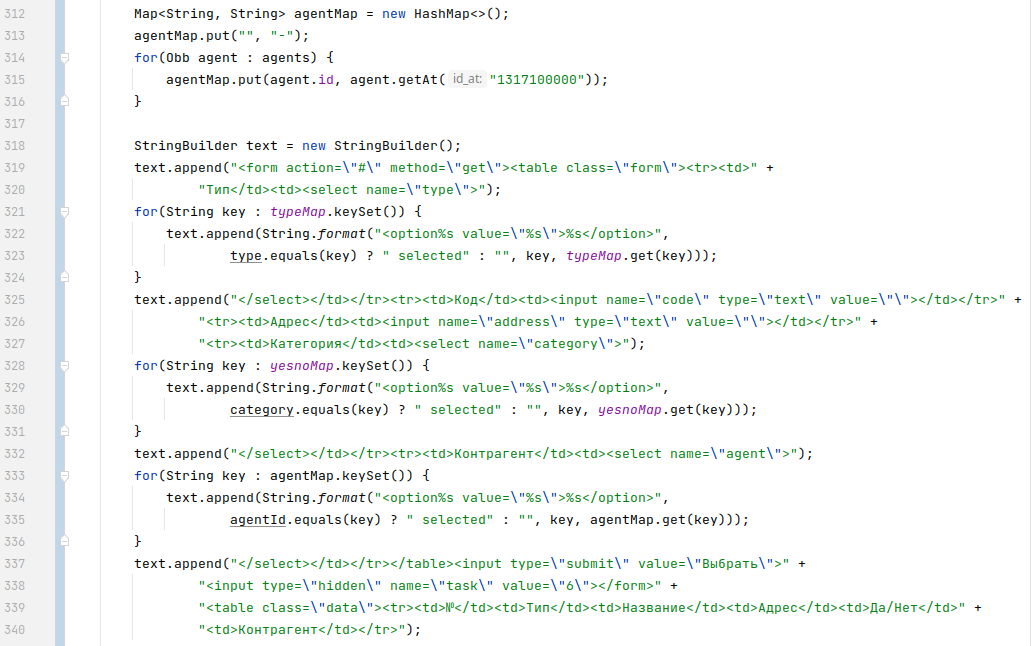 312 Map<String, String> agentMap = new HashMap<>();
313 agentMap.put("", "-");
314 for(Obb agent : agents) {
315 agentMap.put(agent.id, agent.getAt( id_at: "1317100000"));
316 }
317
318 StringBuilder text = new StringBuilder();
319 text.append("<form action=\"#\" method=\"get\"><table class=\"form\"><tr><td>" +
320 "Тип</td><td><select name=\"type\">");
321 for(String key : typeMap.keySet()) {
322 text.append(String.format("<option%s value=\"%s\">%s</option>",
323 type.equals(key) ? " selected" : "", key, typeMap.get(key)));
324 }
325 text.append("</select></td></tr><tr><td>Код</td><td><input name=\"code\" type=\"text\" value=\"\"></td></tr>" +
326 "<tr><td>Адрес</td><td><input name=\"address\" type=\"text\" value=\"\"></td></tr>" +
327 "<tr><td>Категория</td><td><select name=\"category\">");
328 for(String key : yesnoMap.keySet()) {
329 text.append(String.format("<option%s value=\"%s\">%s</option>",
330 category.equals(key) ? " selected" : "", key, yesnoMap.get(key)));
331 }
332 text.append("</select></td></tr><tr><td>Контрагент</td><td><select name=\"agent\">");
333 for(String key : agentMap.keySet()) {
334 text.append(String.format("<option%s value=\"%s\">%s</option>",
335 agentId.equals(key) ? " selected" : "", key, agentMap.get(key)));
336 }
337 text.append("</select></td></tr></table><input type=\"submit\" value=\"Выбрать\">" +
338 "<input type=\"hidden\" name=\"task\" value=\"6\"></form>" +
339 "<table class=\"data\"><tr><td>№</td><td>Тип</td><td>Название</td><td>Адрес</td><td>Да/Нет</td>" +
340 "<td>Контрагент</td></tr>");